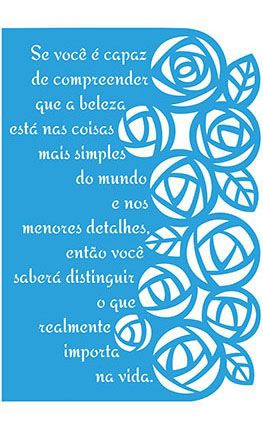 Se você é capaz
de compreender
que a beleza
está nas coisas
mais simples
do mundo
e nos
menores detalhes,
então você
saberá distinguir
o que
realmente
importa
na vida.